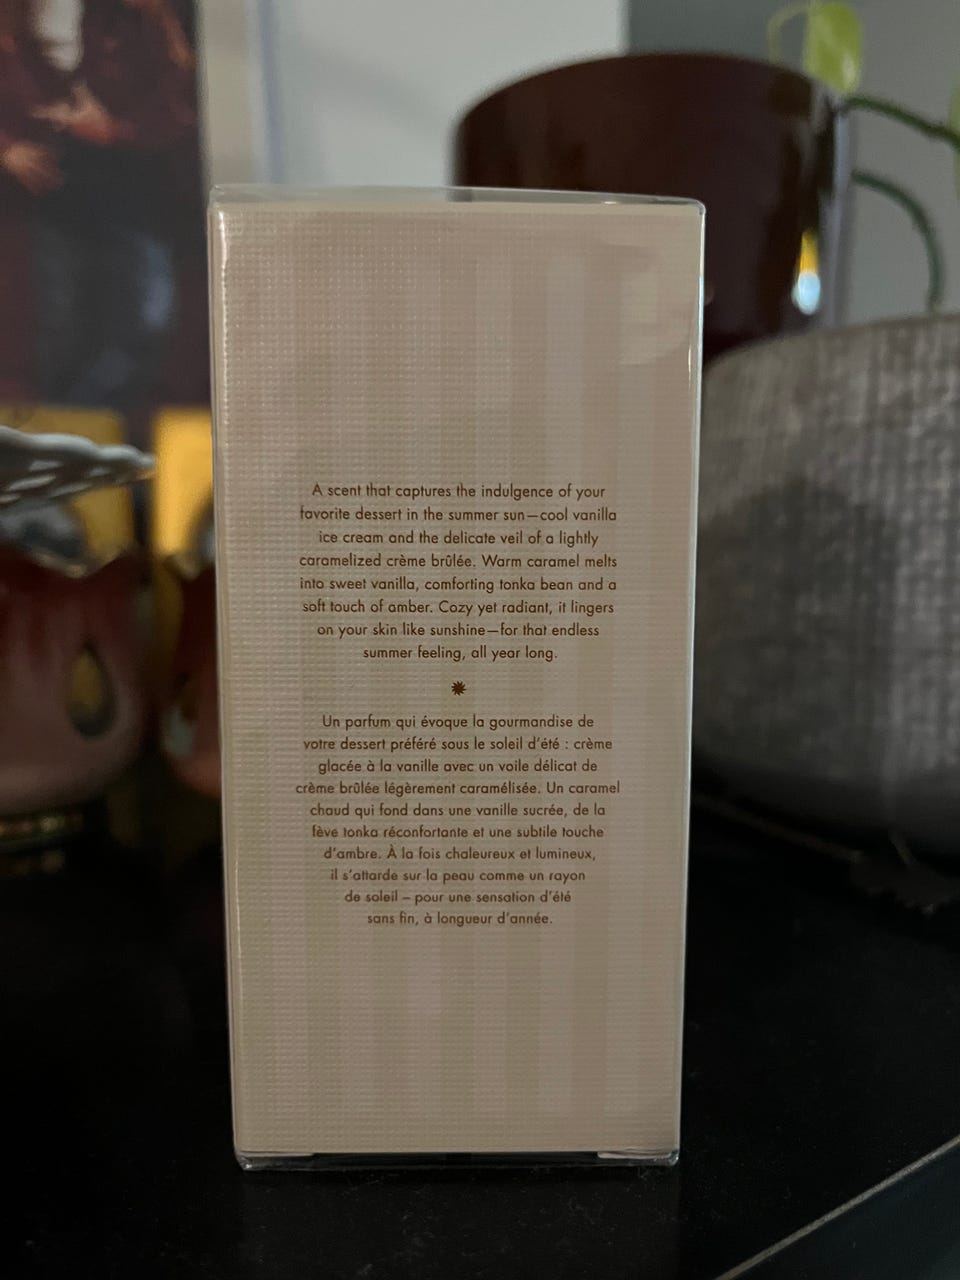 A scent that captures the indulgence of your
favorite dessert in the summer sun—cool vanilla
ice cream and the delicate veil of a lightly
caramelized crème brûlée. Warm caramel melts
into sweet vanilla, comforting tonka bean and a
soft touch of amber. Cozy yet radiant, it lingers
on your skin like sunshine—for that endless
summer feeling, all year long.
Un parfum qui évoque la gourmandise de
votre dessert préféré sous le soleil d'été : crème
glacée à la vanille avec un voile délicat de
crème brûlée légèrement caramélisée. Un caramel
chaud qui fond dans une vanille sucrée, de la
fève tonka réconfortante et une subtile touche
d'ambre. À la fois chaleureux et lumineux,
il s'attarde sur la peau comme un rayon
de soleil – pour une sensation d'été
sans fin, à longueur d'année.